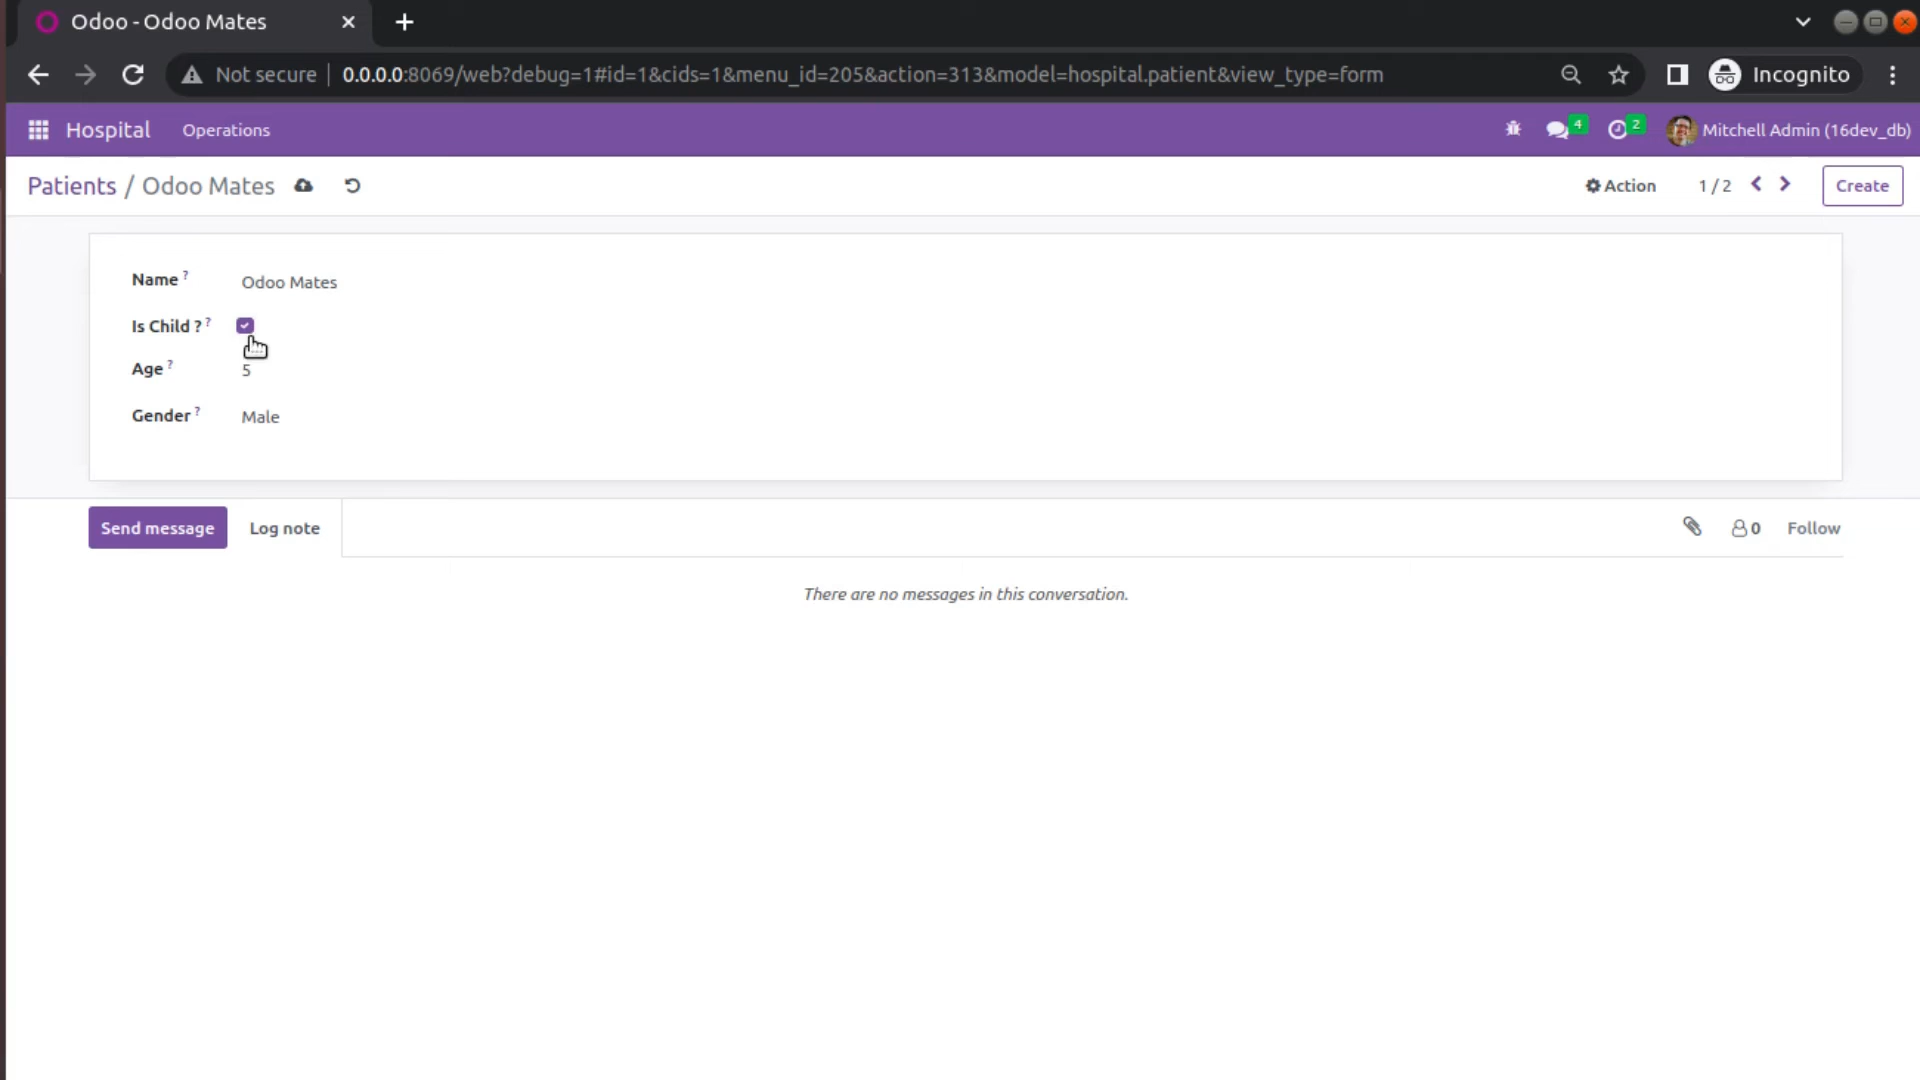 Odoo - Odoo Mates
Not secure 0.0.0.0:8069/web?debug=1#id=1&cids=1&menu_id=205&action=313&model=hospital.patient&view_type=form Incognito
Hospital Operations 4 2 Mitchell Admin (16dev_db)
Patients / Odoo Mates Action 1 / 2 Create
Name ? Odoo Mates
Is Child ? ?
Age ? 5
Gender ? Male
Send message Log note 0 Follow
There are no messages in this conversation.